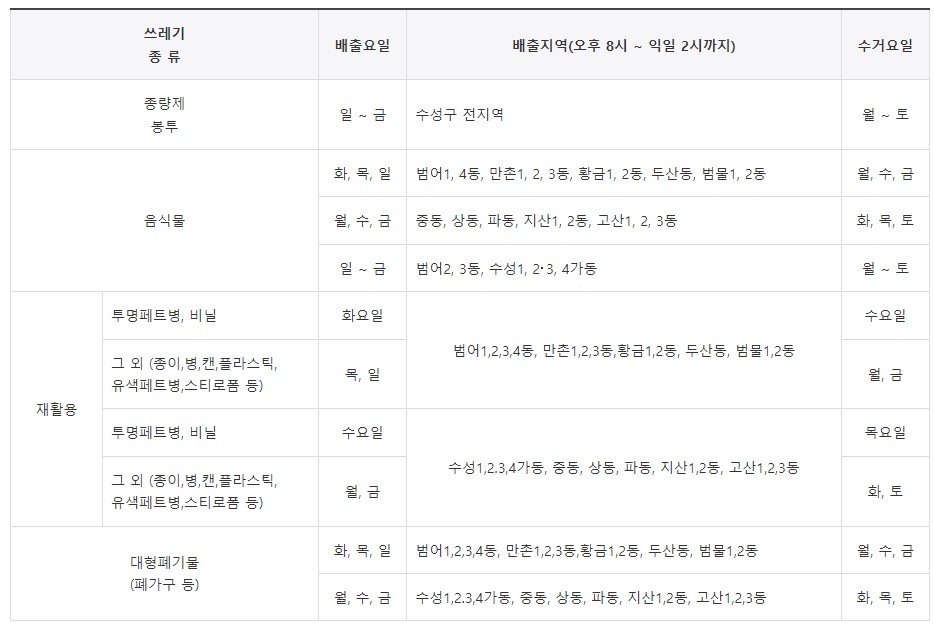 쓰레기
종 류
배출요일
배출지역(오후 8시 ~ 익일 2시까지)
수거요일
종량제
봉투
일 ~ 금
수성구 전지역
월 ~ 토
음식물
화, 목, 일
범어1, 4동, 만촌1, 2, 3동, 황금1, 2동, 두산동, 범물1, 2동
월, 수, 금
월, 수, 금
중동, 상동, 파동, 지산1, 2동, 고산1, 2, 3동
화, 목, 토
일 ~ 금
범어2, 3동, 수성1, 2·3, 4가동
월 ~ 토
재활용
투명페트병, 비닐
화요일
범어1,2,3,4동, 만촌1,2,3동,황금1,2동, 두산동, 범물1,2동
수요일
그 외 (종이,병,캔,플라스틱,
유색페트병,스티로폼 등)
목, 일
월, 금
투명페트병, 비닐
수요일
수성1,2.3,4가동, 중동, 상동, 파동, 지산1,2동, 고산1,2,3동
목요일
그 외 (종이,병,캔,플라스틱,
유색페트병,스티로폼 등)
월, 금
화, 토
대형폐기물
(폐가구 등)
화, 목, 일
범어1,2,3,4동, 만촌1,2,3동,황금1,2동, 두산동, 범물1,2동
월, 수, 금
월, 수, 금
수성1,2.3,4가동, 중동, 상동, 파동, 지산1,2동, 고산1,2,3동
화, 목, 토